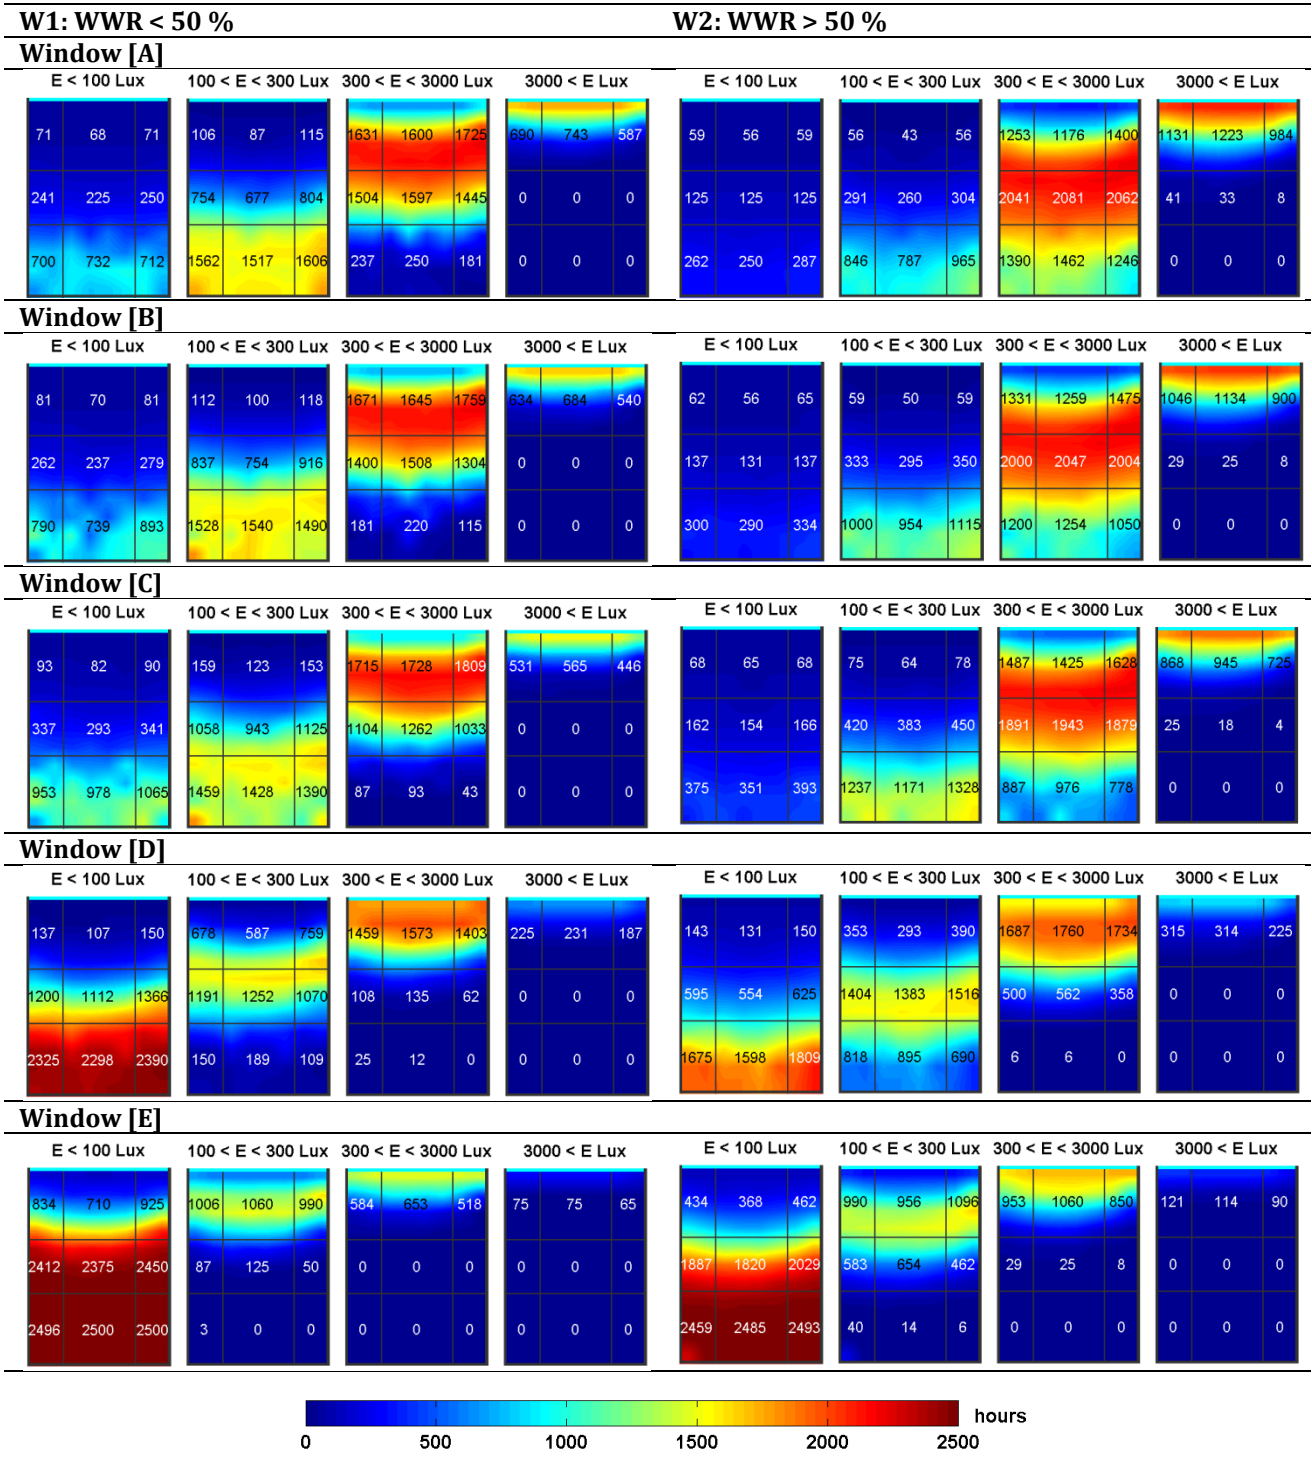 W1: WWR < 50 % W2: WWR > 50 %
Window [A]
E < 100 Lux 100 < E < 300 Lux 300 < E < 3000 Lux 3000 < E Lux E < 100 Lux 100 < E < 300 Lux 300 < E < 3000 Lux 3000 < E Lux
71 68 71 106 87 115 1631 1600 1725 690 743 587 59 56 59 56 43 56 1253 1176 1400 1131 1223 984
241 225 250 754 677 804 1504 1597 1445 0 0 0 125 125 125 291 260 304 2041 2081 2062 41 33 8
700 732 712 1562 1517 1606 237 250 181 0 0 0 262 250 287 846 787 965 1390 1462 1246 0 0 0
Window [B]
E < 100 Lux 100 < E < 300 Lux 300 < E < 3000 Lux 3000 < E Lux E < 100 Lux 100 < E < 300 Lux 300 < E < 3000 Lux 3000 < E Lux
81 70 81 112 100 118 1671 1645 1759 634 684 540 62 56 65 59 50 59 1331 1259 1475 1046 1134 900
262 237 279 837 754 916 1400 1508 1304 0 0 0 137 131 137 333 295 350 2000 2047 2004 29 25 8
790 739 893 1528 1540 1490 181 220 115 0 0 0 300 290 334 1000 954 1115 1200 1254 1050 0 0 0
Window [C]
E < 100 Lux 100 < E < 300 Lux 300 < E < 3000 Lux 3000 < E Lux E < 100 Lux 100 < E < 300 Lux 300 < E < 3000 Lux 3000 < E Lux
93 82 90 159 123 153 1715 1728 1809 531 565 446 68 65 68 75 64 78 1487 1425 1628 868 945 725
337 293 341 1058 943 1125 1104 1262 1033 0 0 0 162 154 166 420 383 450 1891 1943 1879 25 18 4
953 978 1065 1459 1428 1390 87 93 43 0 0 0 375 351 393 1237 1171 1328 887 976 778 0 0 0
Window [D]
E < 100 Lux 100 < E < 300 Lux 300 < E < 3000 Lux 3000 < E Lux E < 100 Lux 100 < E < 300 Lux 300 < E < 3000 Lux 3000 < E Lux
137 107 150 678 587 759 1459 1573 1403 225 231 187 143 131 150 353 293 390 1687 1760 1734 315 314 225
1200 1112 1366 1191 1252 1070 108 135 62 0 0 0 595 554 625 1404 1383 1516 500 562 358 0 0 0
2325 2298 2390 150 189 109 25 12 0 0 0 0 1675 1598 1809 818 895 690 6 6 0 0 0 0
Window [E]
E < 100 Lux 100 < E < 300 Lux 300 < E < 3000 Lux 3000 < E Lux E < 100 Lux 100 < E < 300 Lux 300 < E < 3000 Lux 3000 < E Lux
834 710 925 1006 1060 990 584 653 518 75 75 65 434 368 462 990 956 1096 953 1060 850 121 114 90
2412 2375 2450 87 125 50 0 0 0 0 0 0 1887 1820 2029 583 654 462 29 25 8 0 0 0
2496 2500 2500 3 0 0 0 0 0 0 0 0 2459 2485 2493 40 14 6 0 0 0 0 0 0
hours
0 500 1000 1500 2000 2500